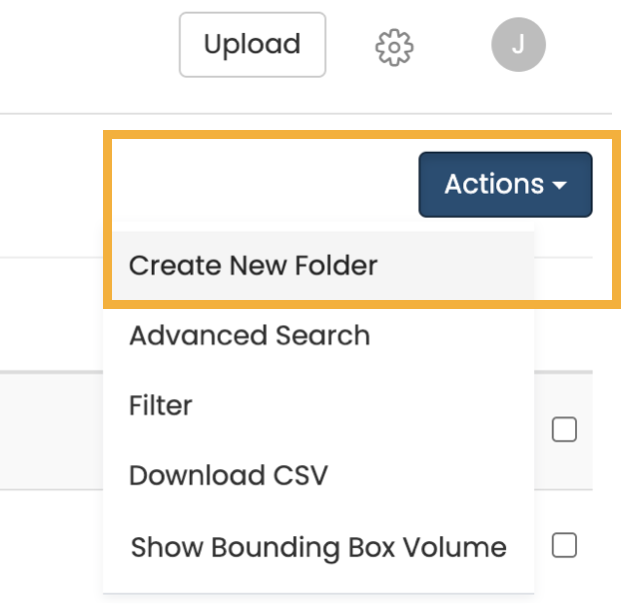 Upload
J
Actions
Create New Folder
Advanced Search
Filter
Download CSV
Show Bounding Box Volume